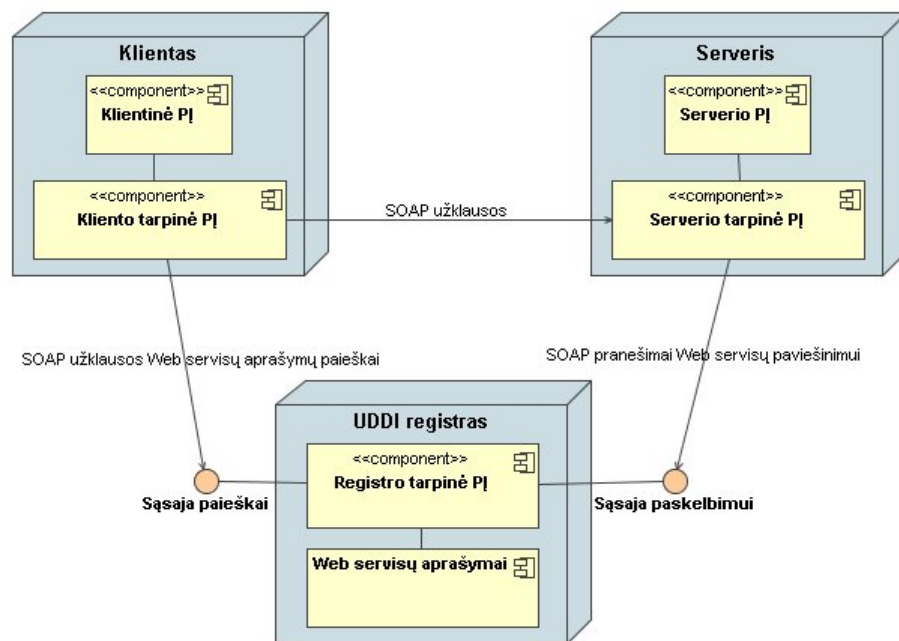 Klientas
<<component>>
Klientinė PĮ
<<component>>
Kliento tarpinė PĮ
Serveris
<<component>>
Serverio PĮ
<<component>>
Serverio tarpinė PĮ
SOAP užklausos
SOAP užklausos Web servisų aprašymų paieškai
SOAP pranešimai Web servisų paviešinimui
UDDI registras
<<component>>
Registro tarpinė PĮ
Sąsaja paieškai
Sąsaja paskelbimui
Web servisų aprašymai